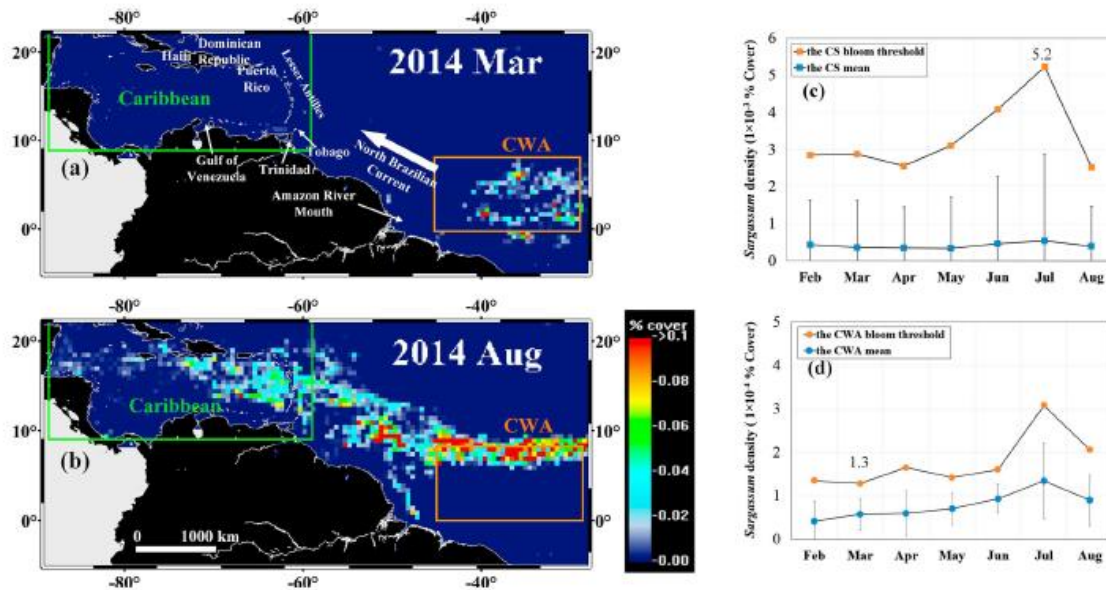 -80° -60° -40°
20° 20°
10° 10°
0° 0°
Dominican
Haiti Republic
Puerto
Rico
Lesser Antilles
2014 Mar
Caribbean
CWA
Tobago
North Brazilian
Current
Gulf of
Venezuela
Trinidad
Amazon River
Mouth
(a)
-80° -60° -40°
20° 20°
10° 10°
0° 0°
2014 Aug
Caribbean
CWA
(b)
0 1000 km
-80° -60° -40°
% cover
>0.1
0.08
0.06
0.04
0.02
0.00
6
5
4
3
2
1
0
Sargassum density (1×10⁻³ % Cover)
the CS bloom threshold
the CS mean
5.2
(c)
Feb Mar Apr May Jun Jul Aug
5
4
3
2
1
0
Sargassum density (1×10⁻⁴ % Cover)
the CWA bloom threshold
the CWA mean
(d)
1.3
Feb Mar Apr May Jun Jul Aug